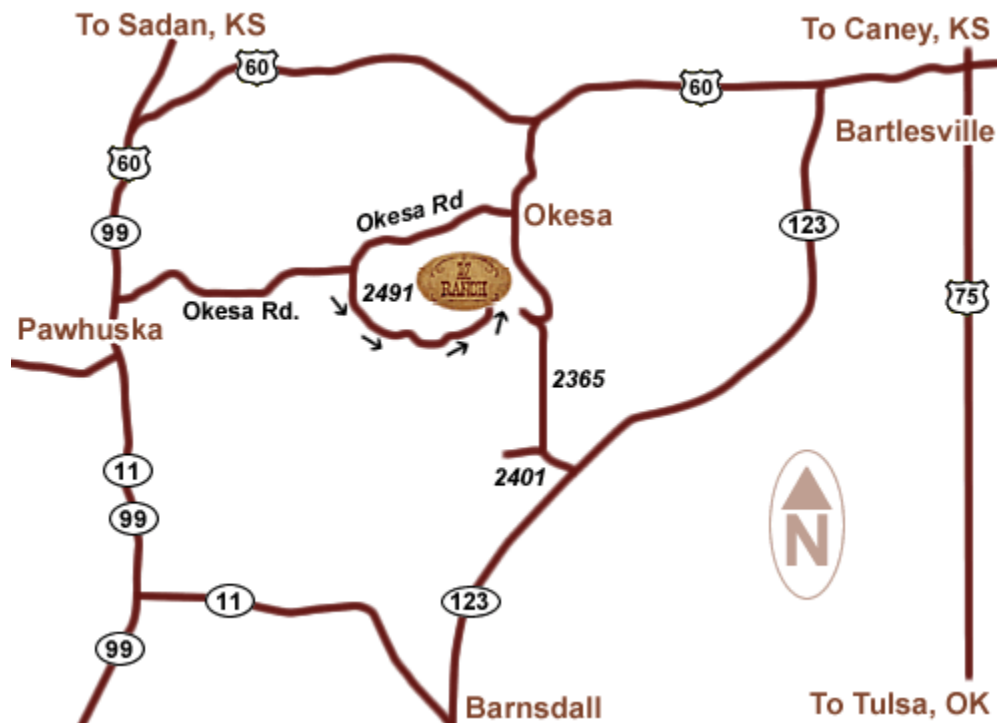 To Sadan, KS
To Caney, KS
60
60
Bartlesville
60
Okesa Rd
Okesa
123
99
2491
RANCH
75
Okesa Rd.
Pawhuska
2365
11
2401
99
N
11
123
99
Barnsdall
To Tulsa, OK